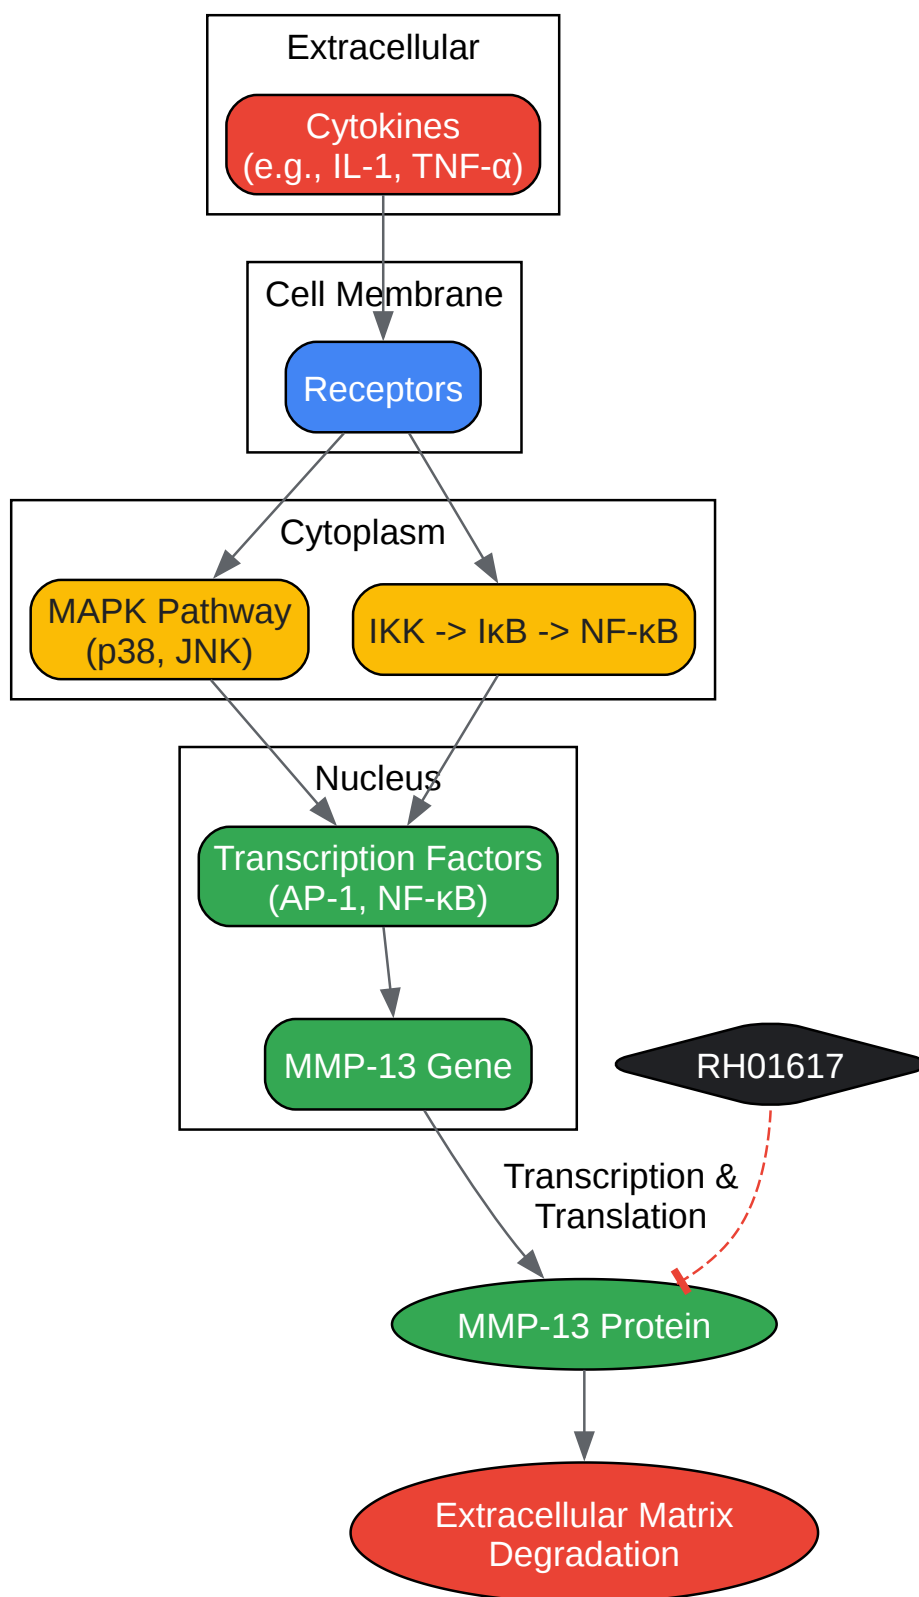 Extracellular
Cytokines
(e.g., IL-1, TNF-α)
Cell Membrane
Receptors
Cytoplasm
MAPK Pathway
(p38, JNK)
IKK -> IκB -> NF-κB
Nucleus
Transcription Factors
(AP-1, NF-κB)
MMP-13 Gene
RH01617
Transcription &
Translation
MMP-13 Protein
Extracellular Matrix
Degradation